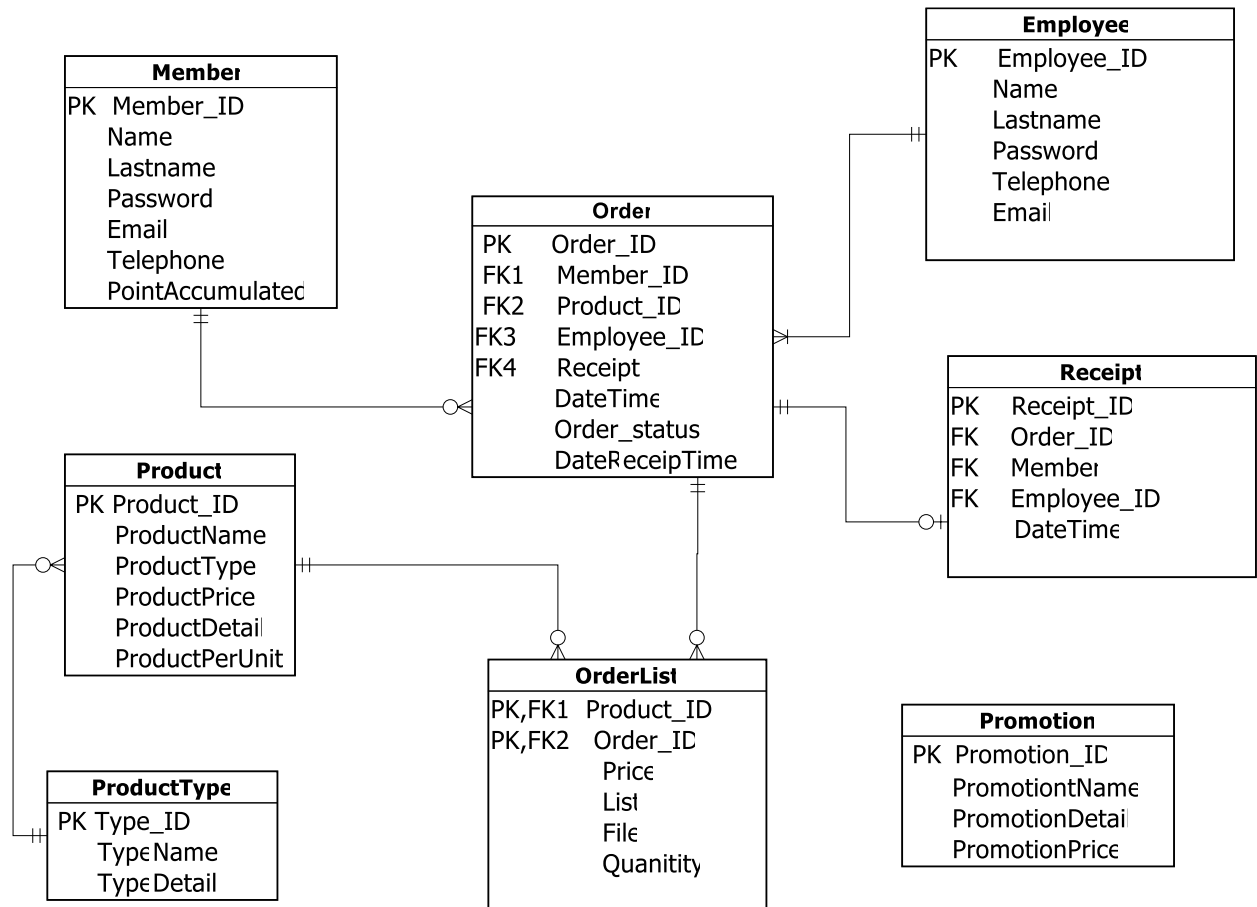 Member
PK Member_ID
Name
Lastname
Password
Email
Telephone
PointAccumulated
Employee
PK Employee_ID
Name
Lastname
Password
Telephone
Email
Order
PK Order_ID
FK1 Member_ID
FK2 Product_ID
FK3 Employee_ID
FK4 Receipt
DateTime
Order_status
DateReceipTime
Receipt
PK Receipt_ID
FK Order_ID
FK Member
FK Employee_ID
DateTime
Product
PK Product_ID
ProductName
ProductType
ProductPrice
ProductDetail
ProductPerUnit
OrderList
PK,FK1 Product_ID
PK,FK2 Order_ID
Price
List
File
Quanitity
Promotion
PK Promotion_ID
PromotiontName
PromotionDetail
PromotionPrice
ProductType
PK Type_ID
TypeName
TypeDetail